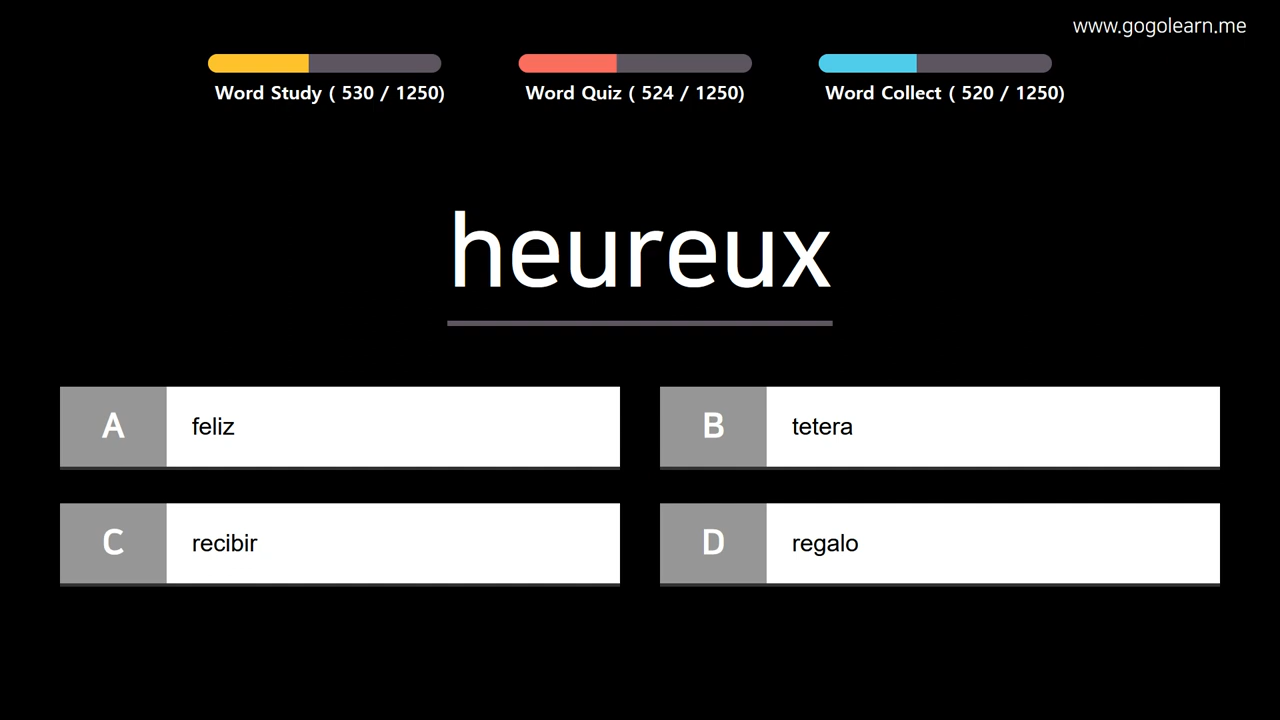 www.gogolearn.me
Word Study ( 530 / 1250)
Word Quiz ( 524 / 1250)
Word Collect ( 520 / 1250)
heureux
A feliz
B tetera
C recibir
D regalo